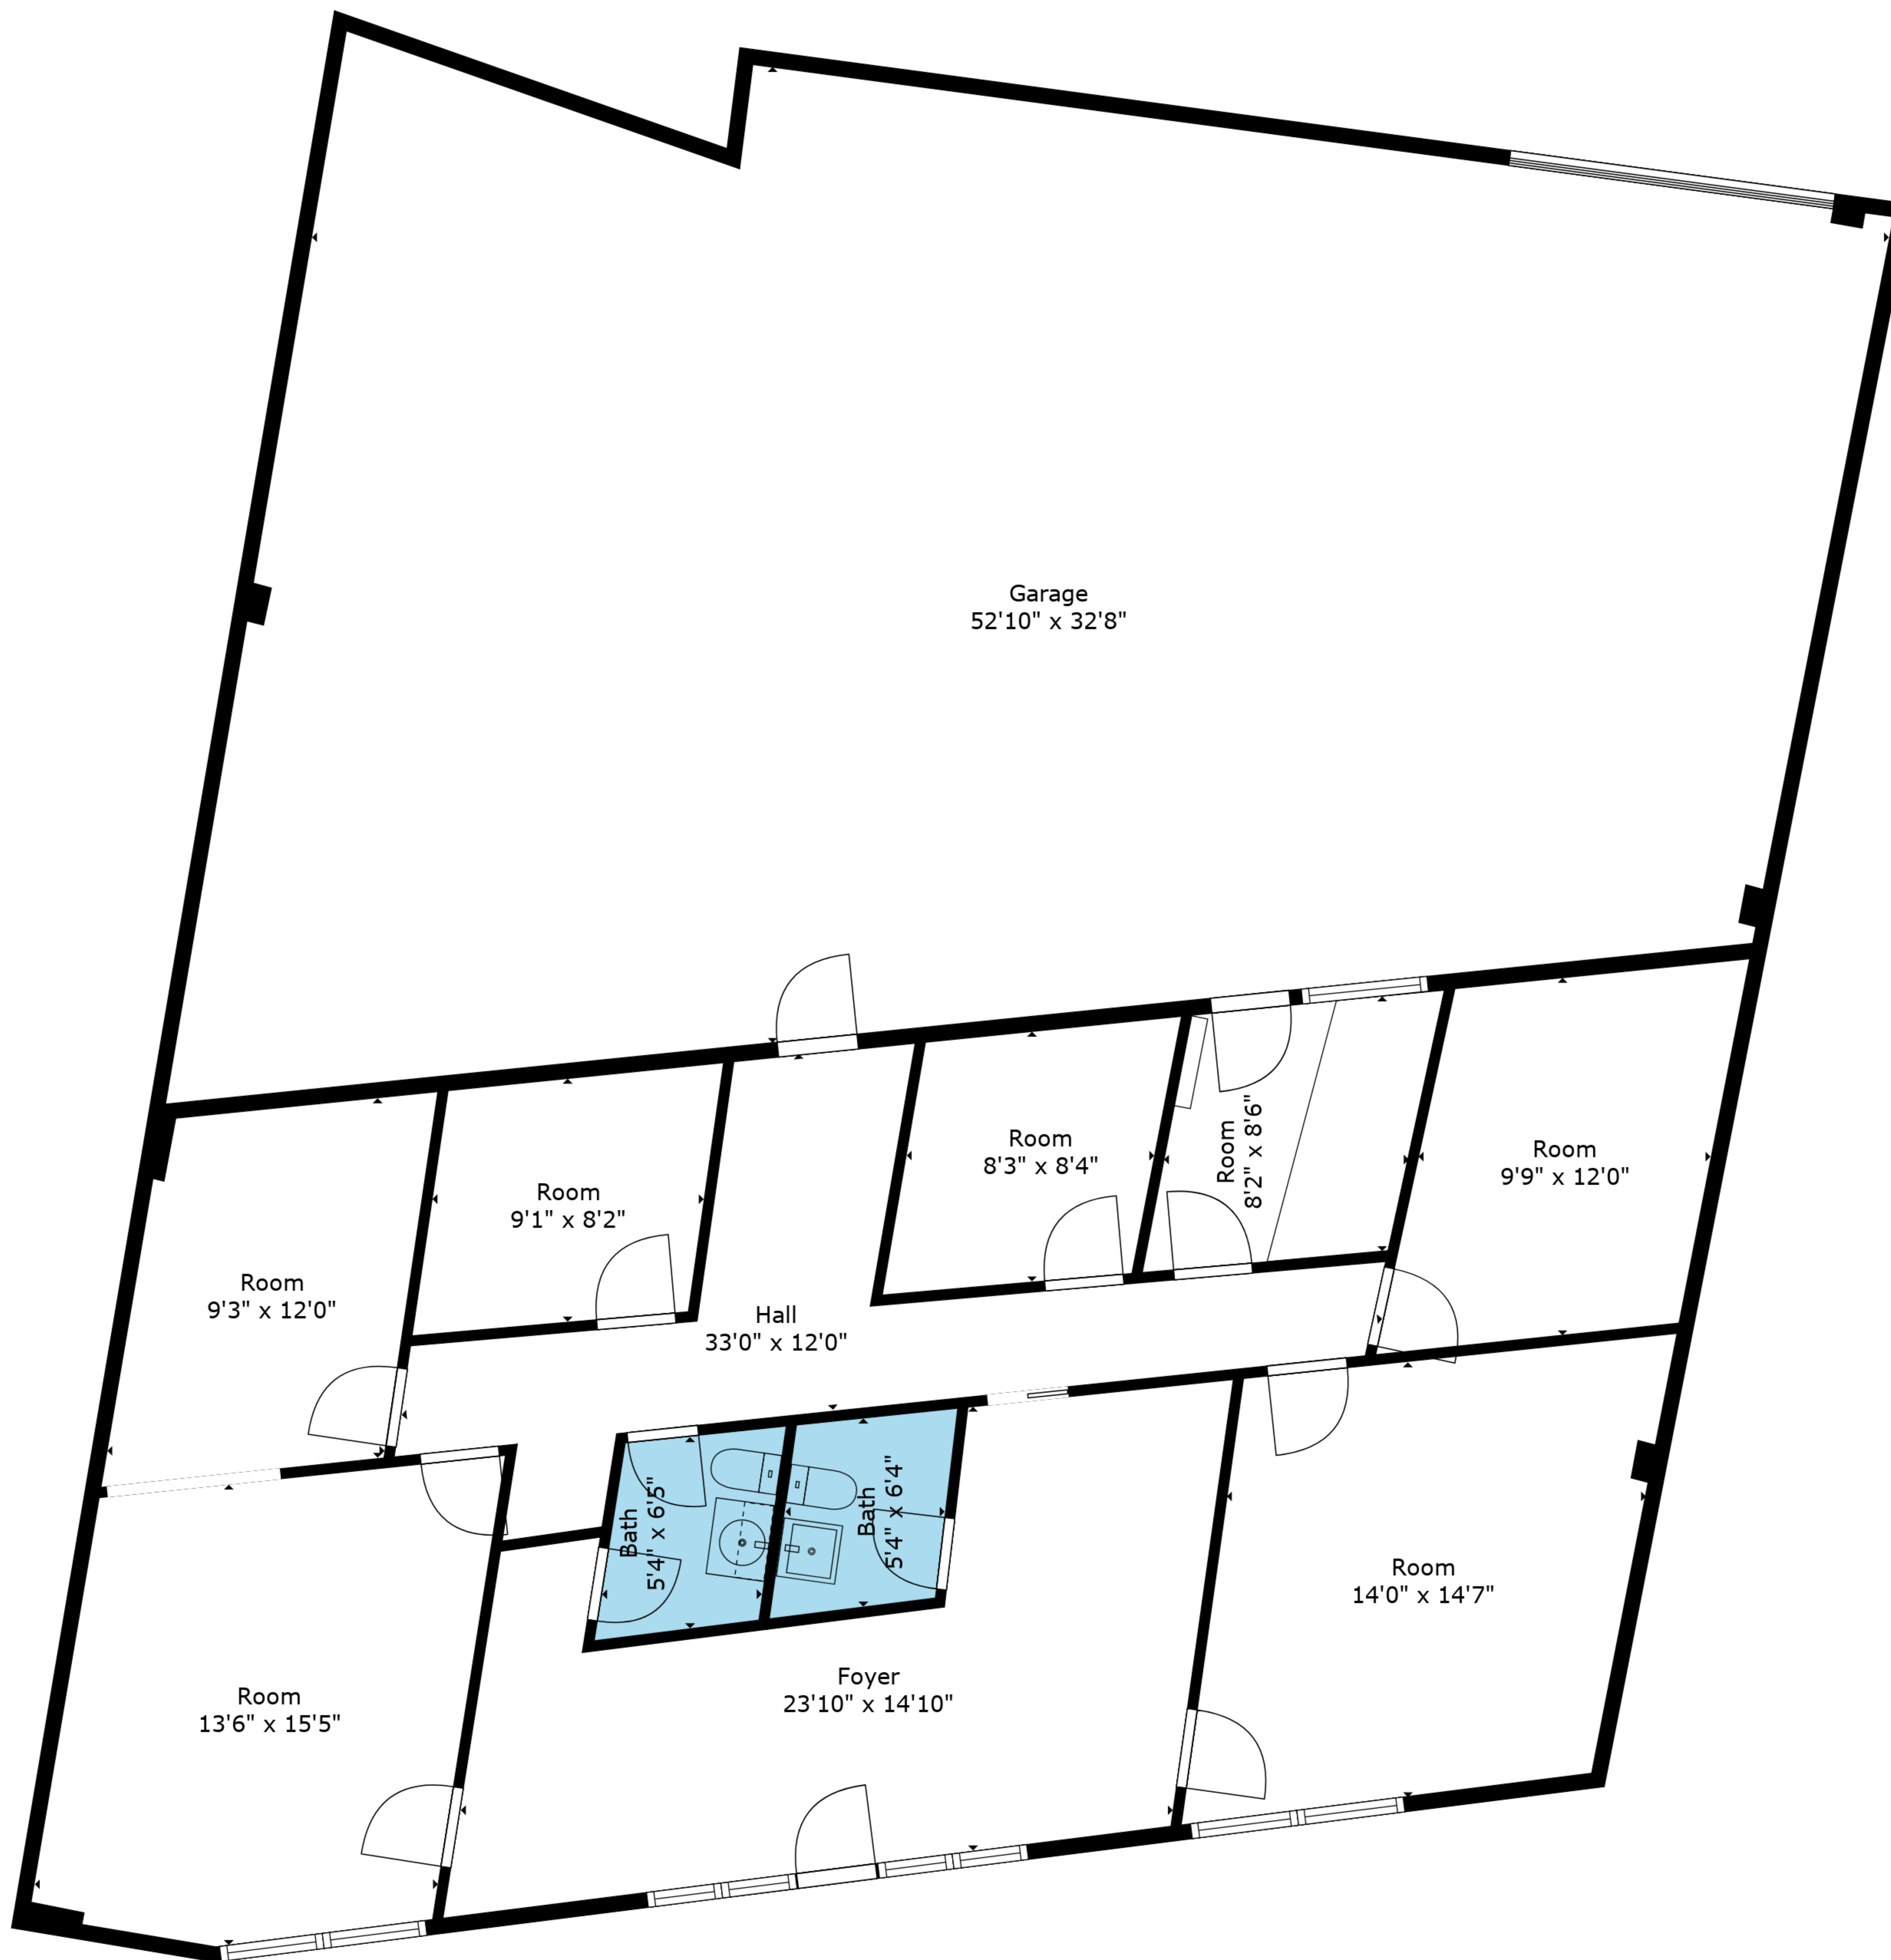 Garage
52'10" x 32'8"
Room
8'3" x 8'4"
Room
8'2" x 8'6"
Room
9'9" x 12'0"
Room
9'1" x 8'2"
Room
9'3" x 12'0"
Hall
33'0" x 12'0"
Bath
5'4" x 6'5"
Bath
5'4" x 6'4"
Room
14'0" x 14'7"
Foyer
23'10" x 14'10"
Room
13'6" x 15'5"